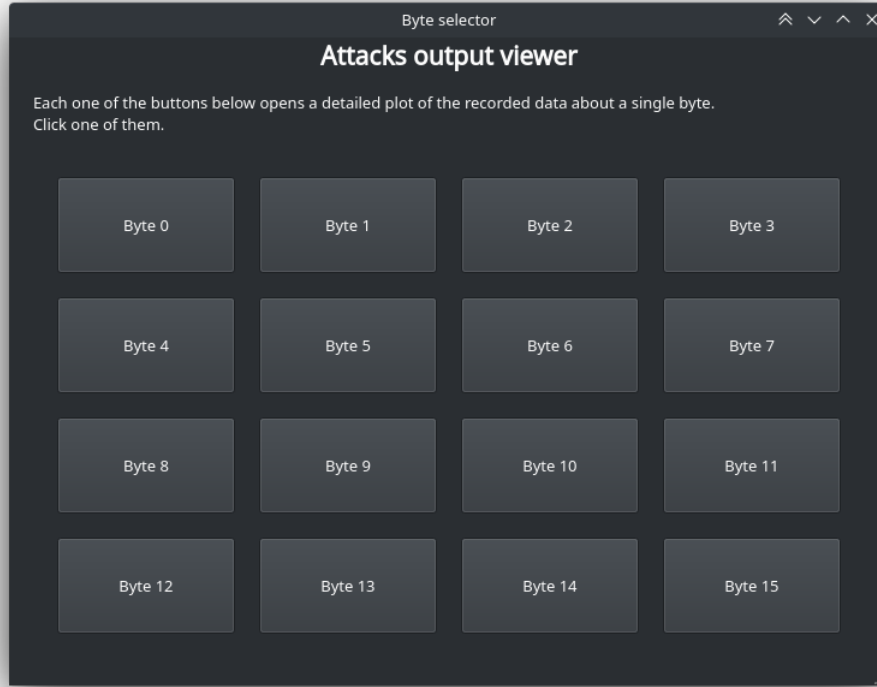 Byte selector
Attacks output viewer
Each one of the buttons below opens a detailed plot of the recorded data about a single byte.
Click one of them.
Byte 0
Byte 1
Byte 2
Byte 3
Byte 4
Byte 5
Byte 6
Byte 7
Byte 8
Byte 9
Byte 10
Byte 11
Byte 12
Byte 13
Byte 14
Byte 15